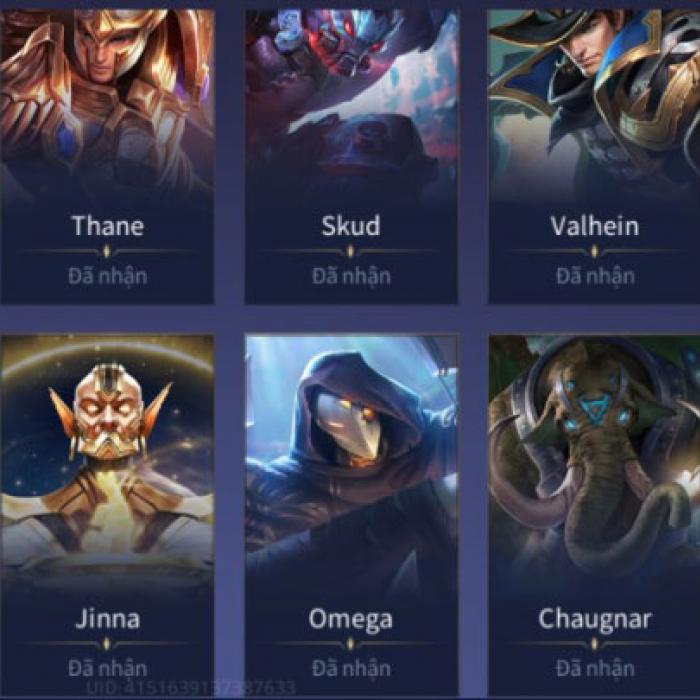 Thane
Skud
Valhein
Đã nhận
Đã nhận
Đã nhận
Jinna
Omega
Chaugnar
Đã nhận
Đã nhận
Đã nhận
UID:4151639137387633